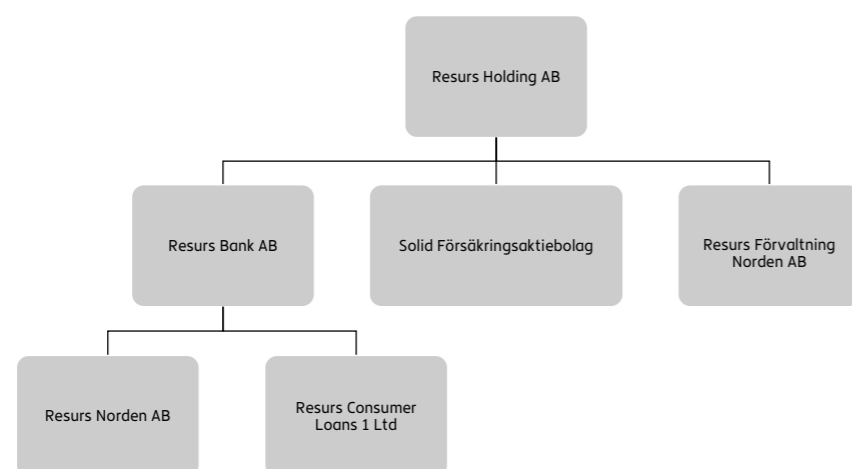 Resurs Holding AB
Resurs Bank AB
Solid Försäkringsaktiebolag
Resurs Förvaltning
Norden AB
Resurs Norden AB
Resurs Consumer
Loans 1 Ltd